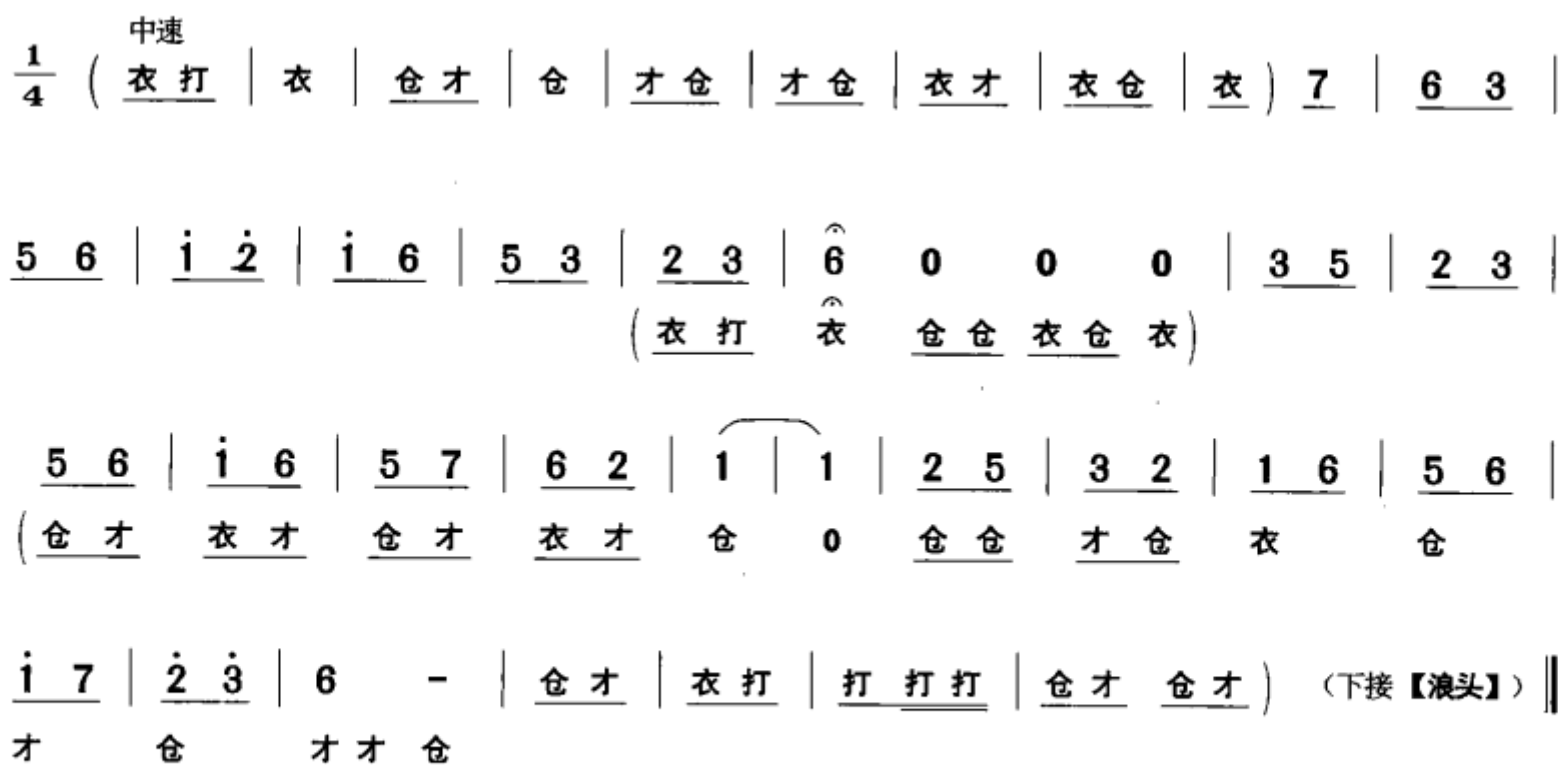 中速
1/4 ( 衣 打 | 衣 | 仓 才 | 仓 | 才 仓 | 才 仓 | 衣 才 | 衣 仓 | 衣 ) 7 | 6 3 |
5 6 | i̇ 2̇ | i̇ 6 | 5 3 | 2 3 | 6 0 0 0 | 3 5 | 2 3 |
( 衣 打 衣 仓 仓 衣 仓 衣 )
5 6 | i̇ 6 | 5 7 | 6 2 | 1 | 1 | 2 5 | 3 2 | 1 6 | 5 6 |
( 仓 才 衣 才 仓 才 衣 才 仓 0 仓 仓 才 仓 衣 仓
i̇ 7 | 2̇ 3̇ | 6 - | 仓 才 | 衣 打 | 打 打 打 | 仓 才 仓 才 ) (下接【浪头】) ‖
才 仓 才 才 仓